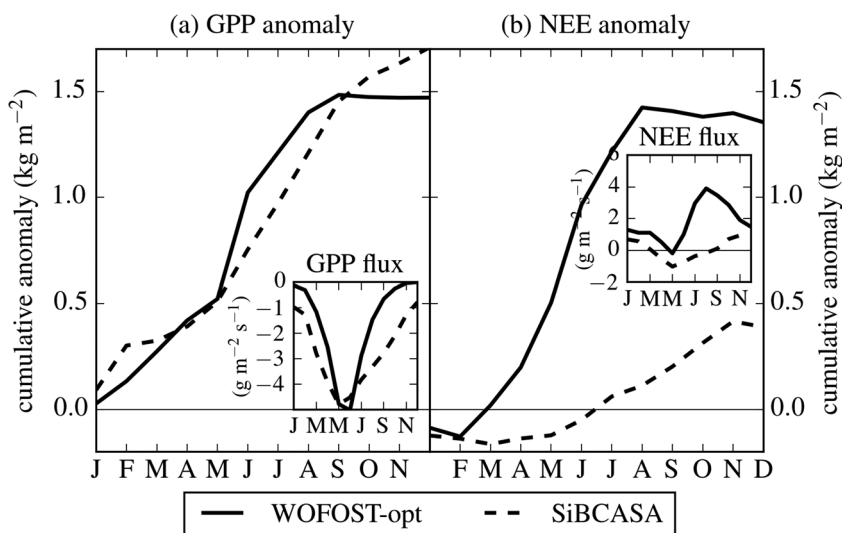 (a) GPP anomaly
(b) NEE anomaly
cumulative anomaly (kg m−2)
1.5
1.0
0.5
0.0
GPP flux
(g m−2 s−1)
0
−1
−2
−3
−4
J M M J S N
J F M A M J J A S O N
NEE flux
(g m−2 s−1)
6
4
2
0
−2
J M M J S N
F M A M J J A S O N D
1.5
1.0
0.5
0.0
cumulative anomaly (kg m−2)
WOFOST-opt
SiBCASA